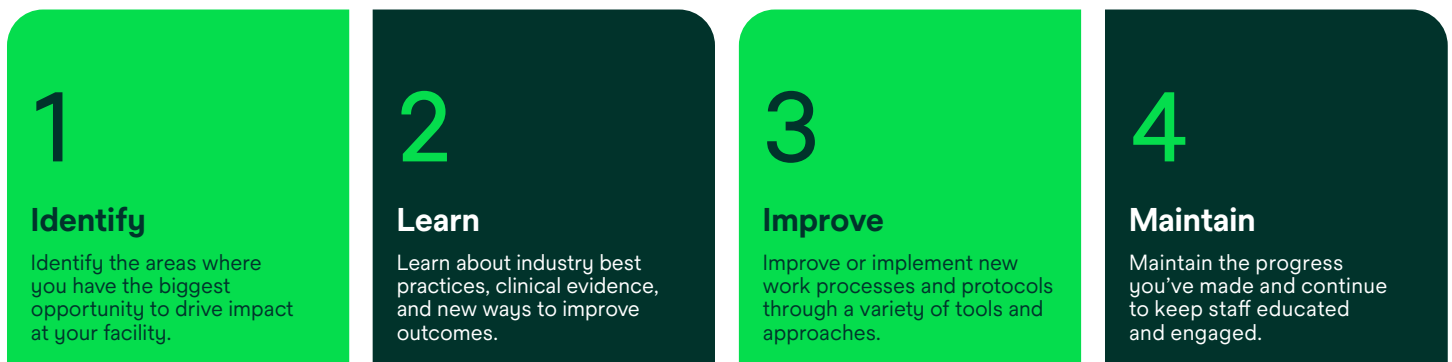 1
Identify
Identify the areas where
you have the biggest
opportunity to drive impact
at your facility.
2
Learn
Learn about industry best
practices, clinical evidence,
and new ways to improve
outcomes.
3
Improve
Improve or implement new
work processes and protocols
through a variety of tools and
approaches.
4
Maintain
Maintain the progress
you’ve made and continue
to keep staff educated
and engaged.